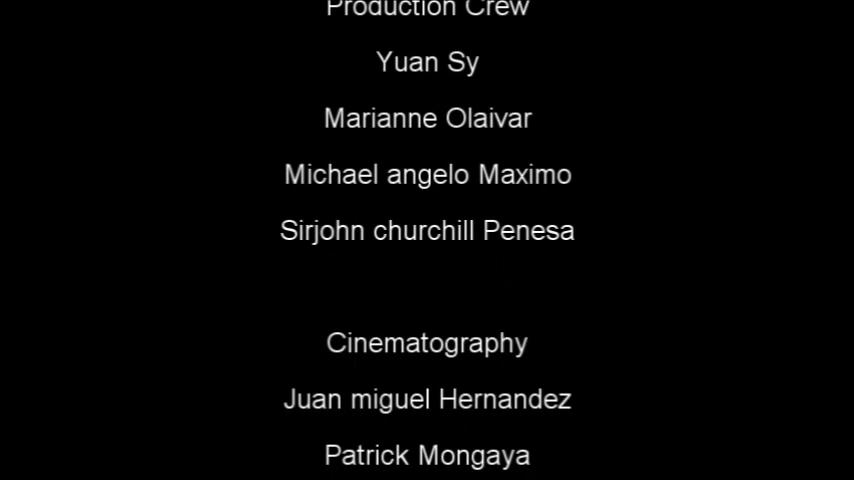 Production Crew
Yuan Sy
Marianne Olaivar
Michael angelo Maximo
Sirjohn churchill Penesa
Cinematography
Juan miguel Hernandez
Patrick Mongaya